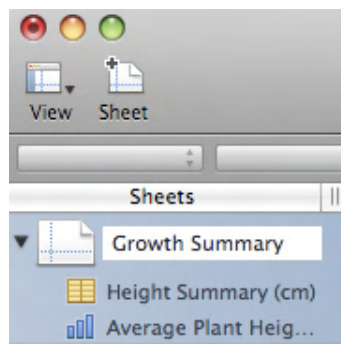 View Sheet
Sheets
Growth Summary
Height Summary (cm)
Average Plant Heig...